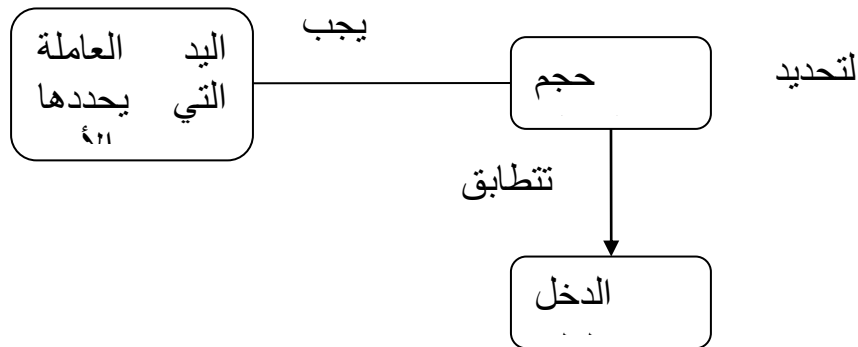 لتحديد
حجم
يجب
اليد العاملة
التي يحددها
تتطابق
الدخل